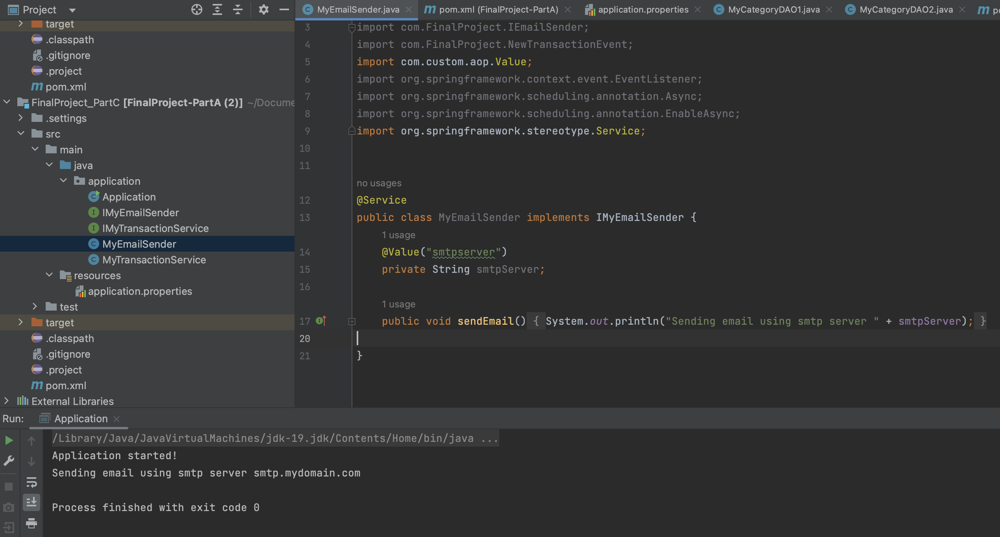 Project
target
.classpath
.gitignore
.project
pom.xml
FinalProject_PartC [FinalProject-PartA (2)] ~/Docume
.settings
src
main
java
application
Application
IMyEmailSender
IMyTransactionService
MyEmailSender
MyTransactionService
resources
application.properties
test
target
.classpath
.gitignore
.project
pom.xml
External Libraries
MyEmailSender.java
pom.xml (FinalProject-PartA)
application.properties
MyCategoryDAO1.java
MyCategoryDAO2.java
3 import com.FinalProject.IEmailSender;
4 import com.FinalProject.NewTransactionEvent;
5 import com.custom.aop.Value;
6 import org.springframework.context.event.EventListener;
7 import org.springframework.scheduling.annotation.Async;
8 import org.springframework.scheduling.annotation.EnableAsync;
9 import org.springframework.stereotype.Service;
10
11
no usages
12 @Service
13 public class MyEmailSender implements IMyEmailSender {
1 usage
14 @Value("smtpserver")
15 private String smtpServer;
16
1 usage
17 public void sendEmail() { System.out.println("Sending email using smtp server " + smtpServer); }
20
21 }
Run: Application
/Library/Java/JavaVirtualMachines/jdk-19.jdk/Contents/Home/bin/java ...
Application started!
Sending email using smtp server smtp.mydomain.com
Process finished with exit code 0